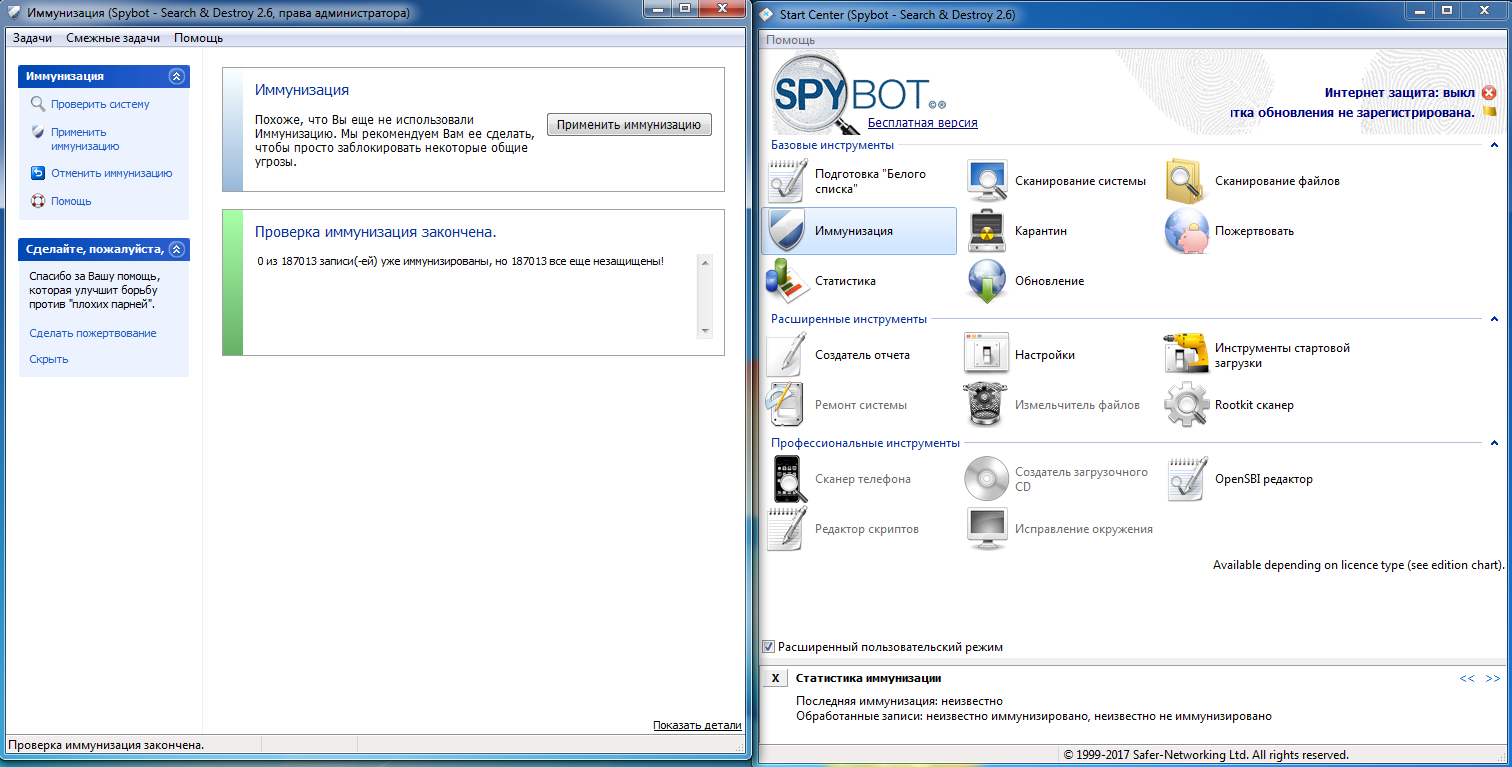 Иммунизация (Spybot - Search & Destroy 2.6, права администратора)
Задачи Смежные задачи Помощь
Иммунизация
Проверить систему
Применить
иммунизацию
Отменить иммунизацию
Помощь
Сделайте, пожалуйста,
Спасибо за Вашу помощь,
которая улучшит борьбу
против "плохих парней".
Сделать пожертвование
Скрыть
Иммунизация
Похоже, что Вы еще не использовали
Иммунизацию. Мы рекомендуем Вам ее сделать,
чтобы просто заблокировать некоторые общие
угрозы.
Применить иммунизацию
Проверка иммунизация закончена.
0 из 187013 записи(-ей) уже иммунизированы, но 187013 все еще незащищены!
Показать детали
Проверка иммунизация закончена.
Start Center (Spybot - Search & Destroy 2.6)
Помощь
SPYBOT
Бесплатная версия
Интернет защита: выкл
тка обновления не зарегистрирована.
Базовые инструменты
Подготовка "Белого
списка"
Сканирование системы
Сканирование файлов
Иммунизация
Карантин
Пожертвовать
Статистика
Обновление
Расширенные инструменты
Создатель отчета
Настройки
Инструменты стартовой
загрузки
Ремонт системы
Измельчитель файлов
Rootkit сканер
Профессиональные инструменты
Сканер телефона
Создатель загрузочного
CD
OpenSBI редактор
Редактор скриптов
Исправление окружения
Available depending on licence type (see edition chart).
Расширенный пользовательский режим
X Статистика иммунизации << >>
Последняя иммунизация: неизвестно
Обработанные записи: неизвестно иммунизировано, неизвестно не иммунизировано
© 1999-2017 Safer-Networking Ltd. All rights reserved.